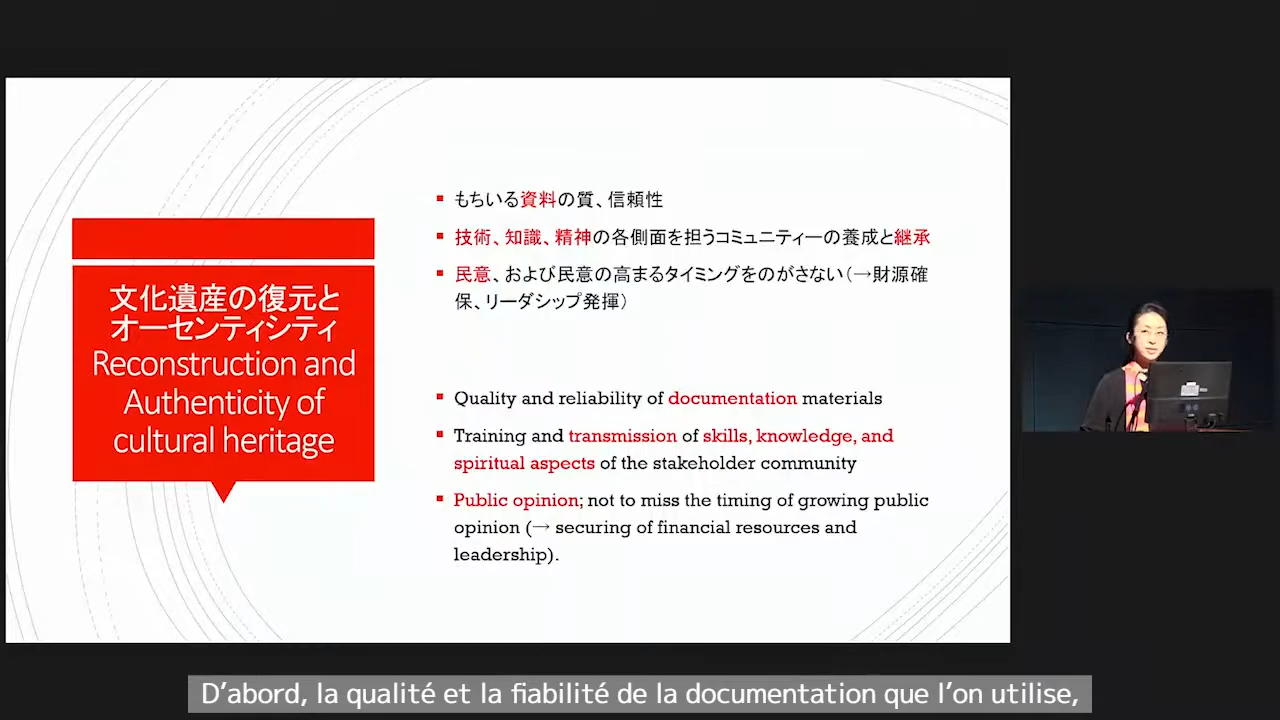 文化遺産の復元と
オーセンティシティ
Reconstruction and
Authenticity of
cultural heritage
▪ もちいる資料の質、信頼性
▪ 技術、知識、精神の各側面を担うコミュニティーの養成と継承
▪ 民意、および民意の高まるタイミングをのがさない（→財源確
保、リーダシップ発揮）
▪ Quality and reliability of documentation materials
▪ Training and transmission of skills, knowledge, and
spiritual aspects of the stakeholder community
▪ Public opinion; not to miss the timing of growing public
opinion (→ securing of financial resources and
leadership).
D’abord, la qualité et la fiabilité de la documentation que l’on utilise,